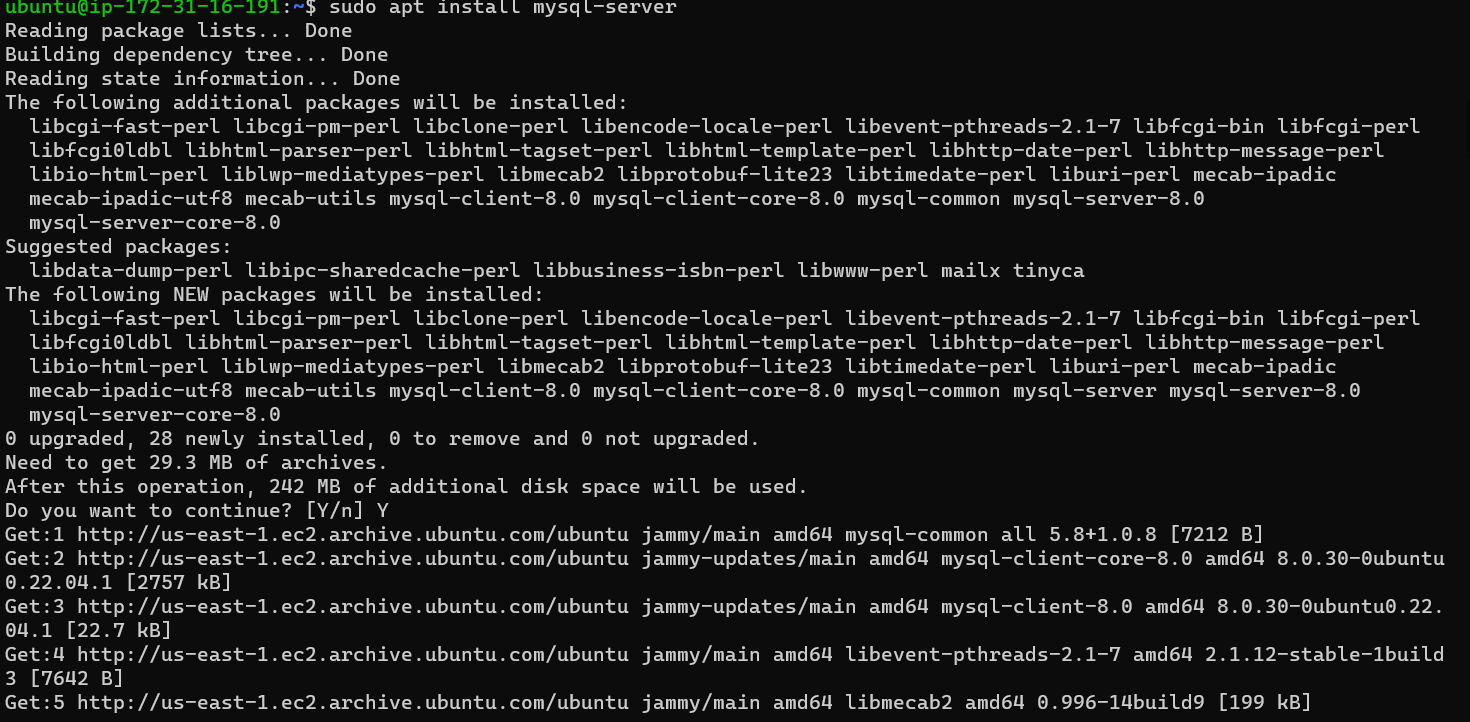 ubuntu@ip-172-31-16-191:~$ sudo apt install mysql-server
Reading package lists... Done
Building dependency tree... Done
Reading state information... Done
The following additional packages will be installed:
  libcgi-fast-perl libcgi-pm-perl libclone-perl libencode-locale-perl libevent-pthreads-2.1-7 libfcgi-bin libfcgi-perl
  libfcgi0ldbl libhtml-parser-perl libhtml-tagset-perl libhtml-template-perl libhttp-date-perl libhttp-message-perl
  libio-html-perl liblwp-mediatypes-perl libmecab2 libprotobuf-lite23 libtimedate-perl liburi-perl mecab-ipadic
  mecab-ipadic-utf8 mecab-utils mysql-client-8.0 mysql-client-core-8.0 mysql-common mysql-server-8.0
  mysql-server-core-8.0
Suggested packages:
  libdata-dump-perl libipc-sharedcache-perl libbusiness-isbn-perl libwww-perl mailx tinyca
The following NEW packages will be installed:
  libcgi-fast-perl libcgi-pm-perl libclone-perl libencode-locale-perl libevent-pthreads-2.1-7 libfcgi-bin libfcgi-perl
  libfcgi0ldbl libhtml-parser-perl libhtml-tagset-perl libhtml-template-perl libhttp-date-perl libhttp-message-perl
  libio-html-perl liblwp-mediatypes-perl libmecab2 libprotobuf-lite23 libtimedate-perl liburi-perl mecab-ipadic
  mecab-ipadic-utf8 mecab-utils mysql-client-8.0 mysql-client-core-8.0 mysql-common mysql-server mysql-server-8.0
  mysql-server-core-8.0
0 upgraded, 28 newly installed, 0 to remove and 0 not upgraded.
Need to get 29.3 MB of archives.
After this operation, 242 MB of additional disk space will be used.
Do you want to continue? [Y/n] Y
Get:1 http://us-east-1.ec2.archive.ubuntu.com/ubuntu jammy/main amd64 mysql-common all 5.8+1.0.8 [7212 B]
Get:2 http://us-east-1.ec2.archive.ubuntu.com/ubuntu jammy-updates/main amd64 mysql-client-core-8.0 amd64 8.0.30-0ubuntu
0.22.04.1 [2757 kB]
Get:3 http://us-east-1.ec2.archive.ubuntu.com/ubuntu jammy-updates/main amd64 mysql-client-8.0 amd64 8.0.30-0ubuntu0.22.
04.1 [22.7 kB]
Get:4 http://us-east-1.ec2.archive.ubuntu.com/ubuntu jammy/main amd64 libevent-pthreads-2.1-7 amd64 2.1.12-stable-1build
3 [7642 B]
Get:5 http://us-east-1.ec2.archive.ubuntu.com/ubuntu jammy/main amd64 libmecab2 amd64 0.996-14build9 [199 kB]